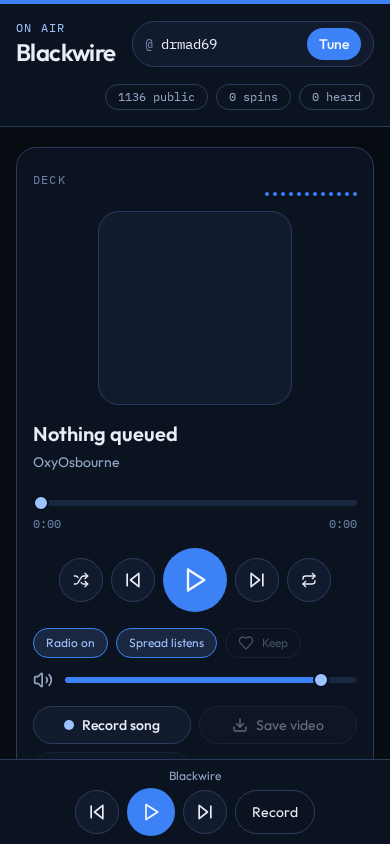 ON AIR
Blackwire
@ drmad69
Tune
1136 public
0 spins
0 heard
DECK
Nothing queued
OxyOsbourne
0:00
0:00
Radio on
Spread listens
Keep
Record song
Save video
Blackwire
Record